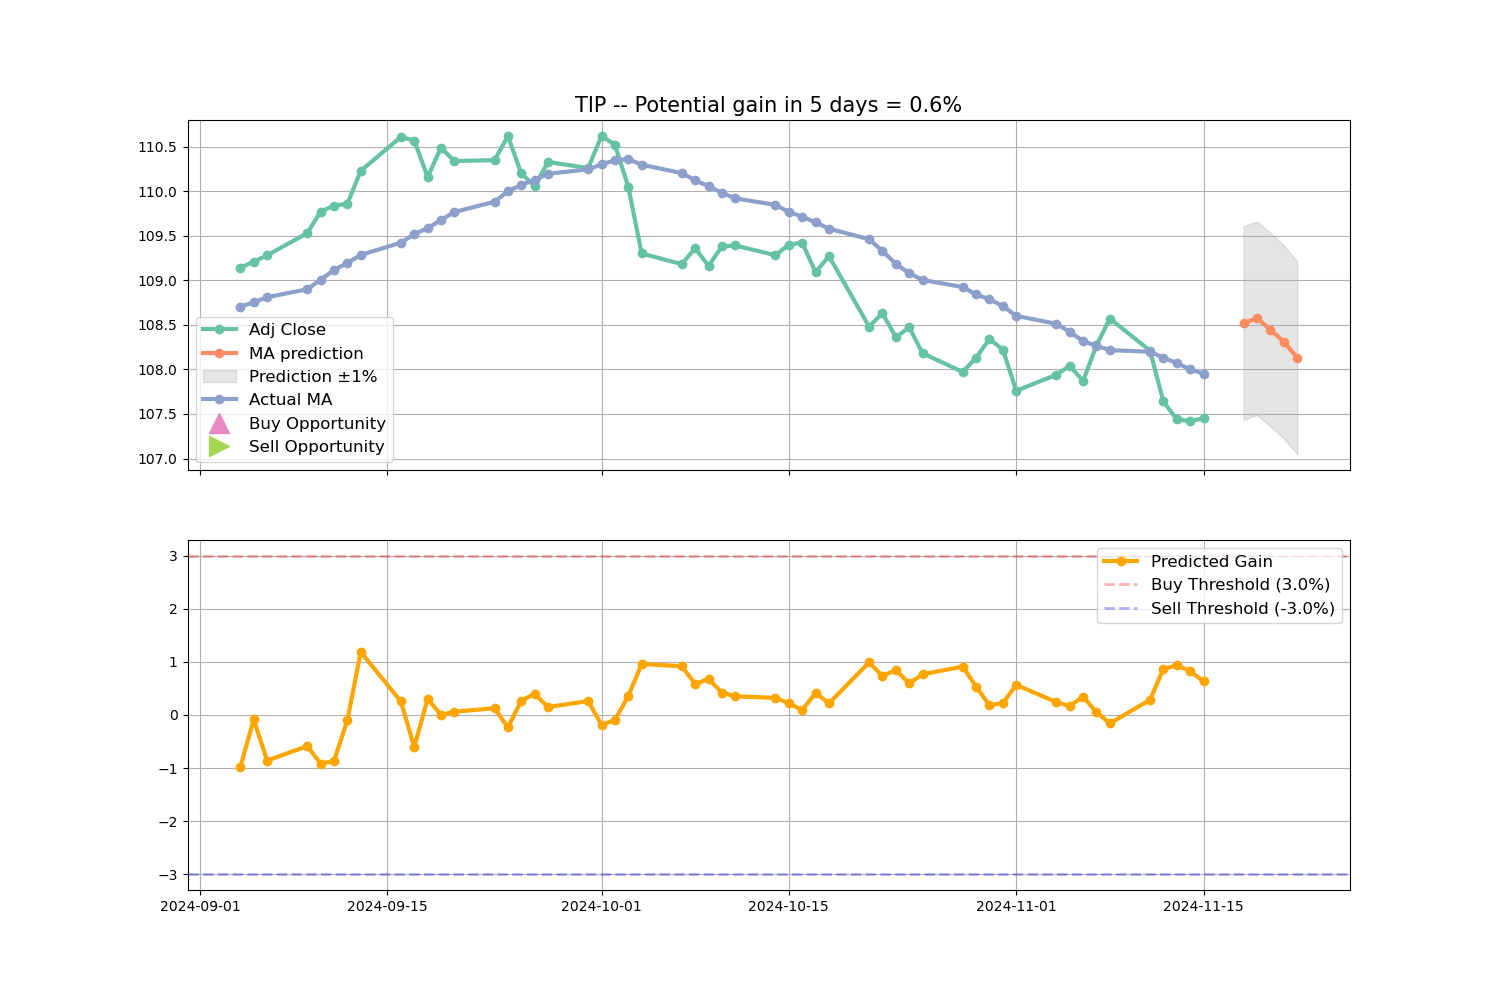 TIP -- Potential gain in 5 days = 0.6%
110.5
110.0
109.5
109.0
108.5
108.0
107.5
107.0
Adj Close
MA prediction
Prediction ±1%
Actual MA
Buy Opportunity
Sell Opportunity
3
2
1
0
−1
−2
−3
Predicted Gain
Buy Threshold (3.0%)
Sell Threshold (-3.0%)
2024-09-01 2024-09-15 2024-10-01 2024-10-15 2024-11-01 2024-11-15